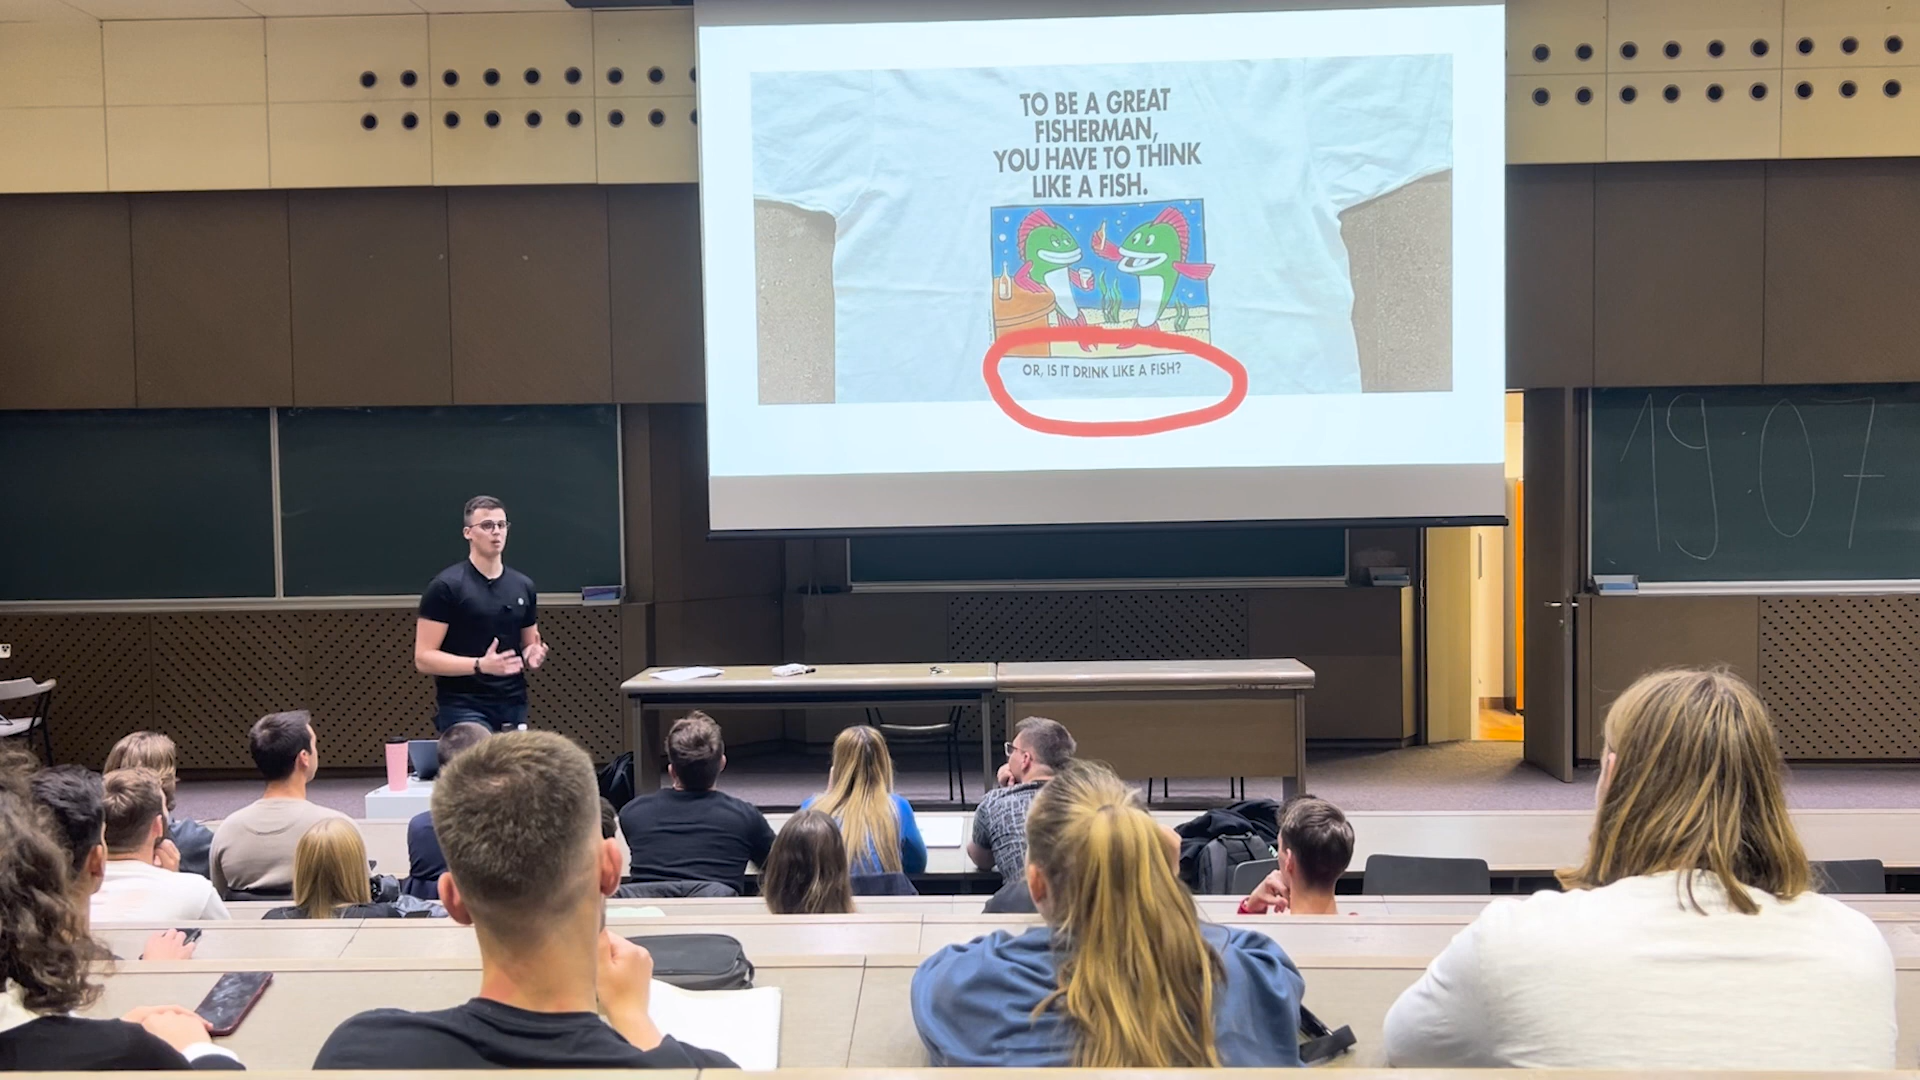 TO BE A GREAT
FISHERMAN,
YOU HAVE TO THINK
LIKE A FISH.
OR, IS IT DRINK LIKE A FISH?
19:07